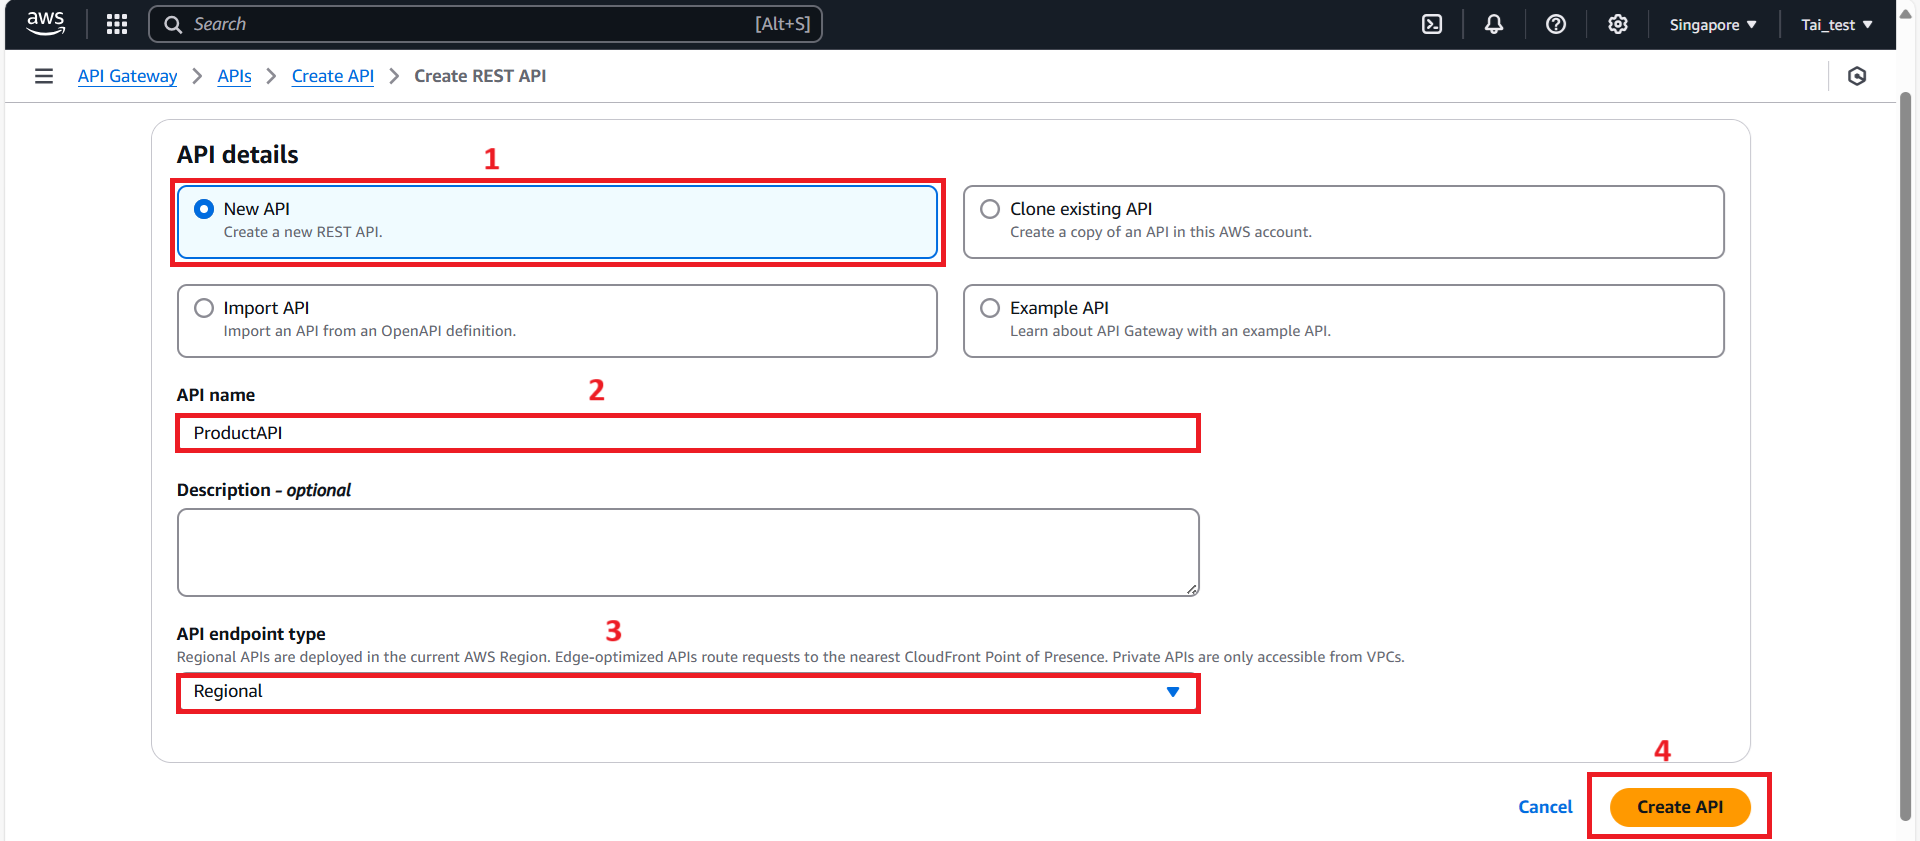 aws
Search [Alt+S] Singapore Tai_test
API Gateway APIs Create API Create REST API
API details
1
New API
Create a new REST API.
Clone existing API
Create a copy of an API in this AWS account.
Import API
Import an API from an OpenAPI definition.
Example API
Learn about API Gateway with an example API.
API name
2
ProductAPI
Description - optional
API endpoint type
3
Regional APIs are deployed in the current AWS Region. Edge-optimized APIs route requests to the nearest CloudFront Point of Presence. Private APIs are only accessible from VPCs.
Regional
4
Cancel Create API